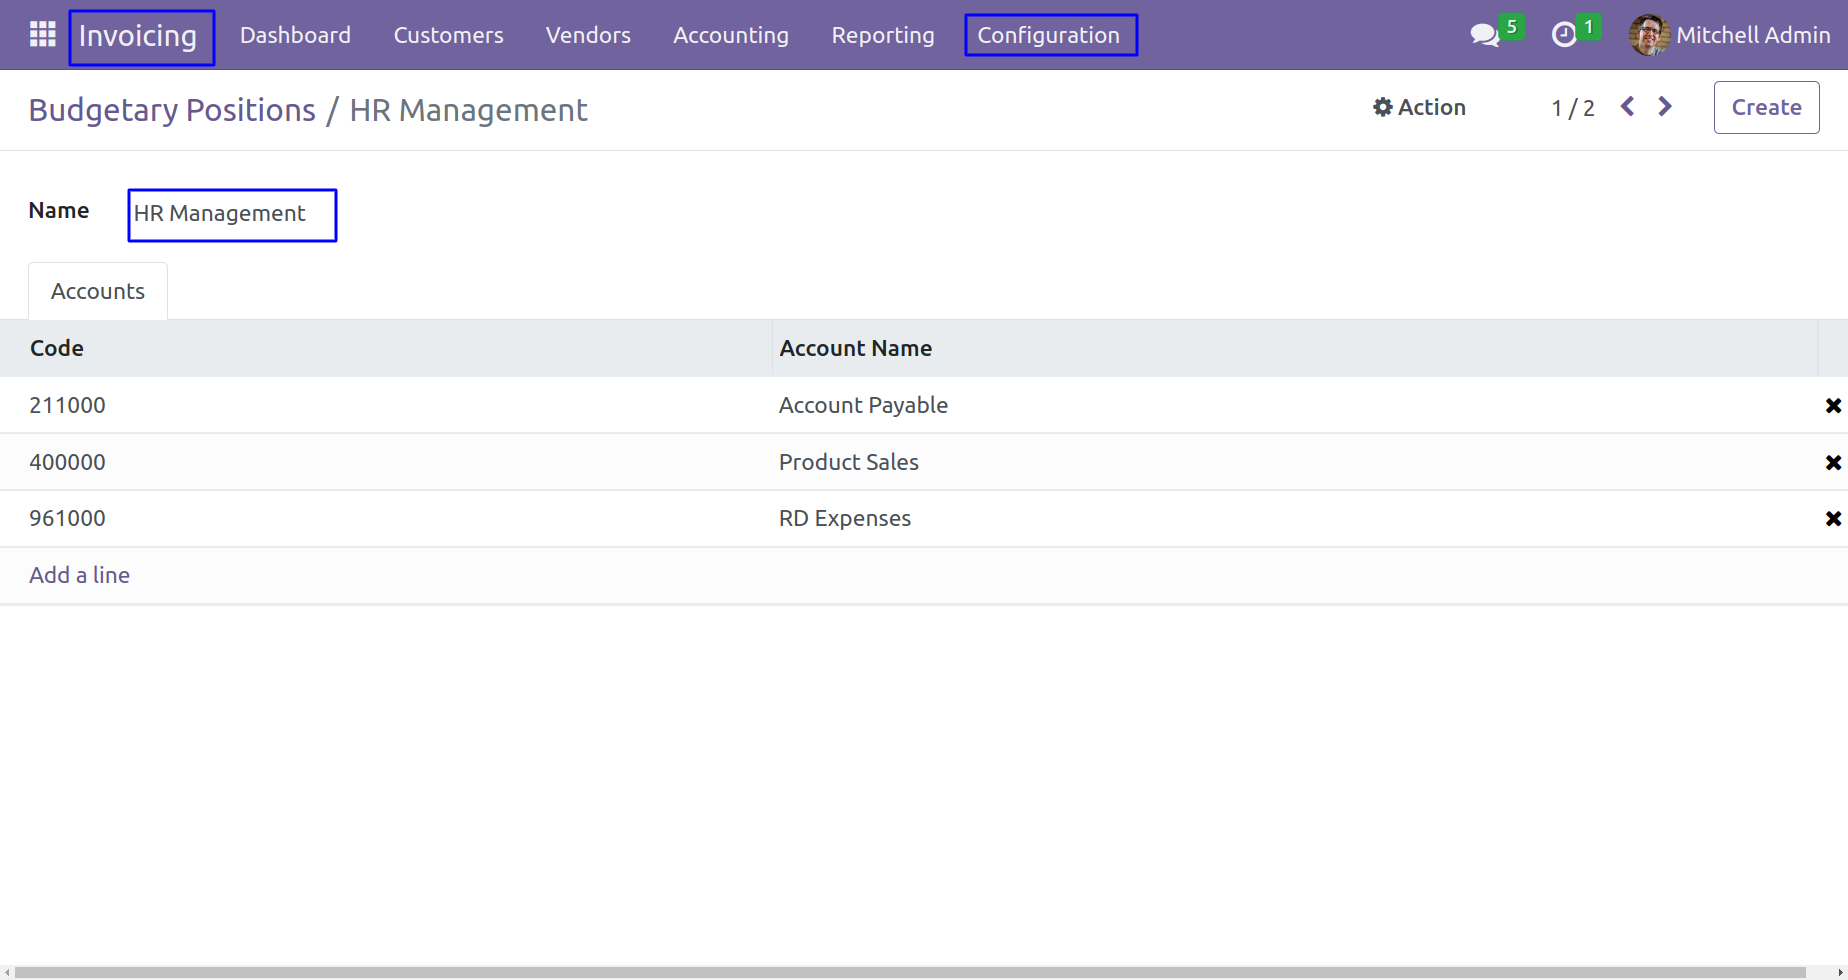 Invoicing Dashboard Customers Vendors Accounting Reporting Configuration 5 1 Mitchell Admin
Budgetary Positions / HR Management Action 1 / 2 Create
Name HR Management
Accounts
Code Account Name
211000 Account Payable
400000 Product Sales
961000 RD Expenses
Add a line